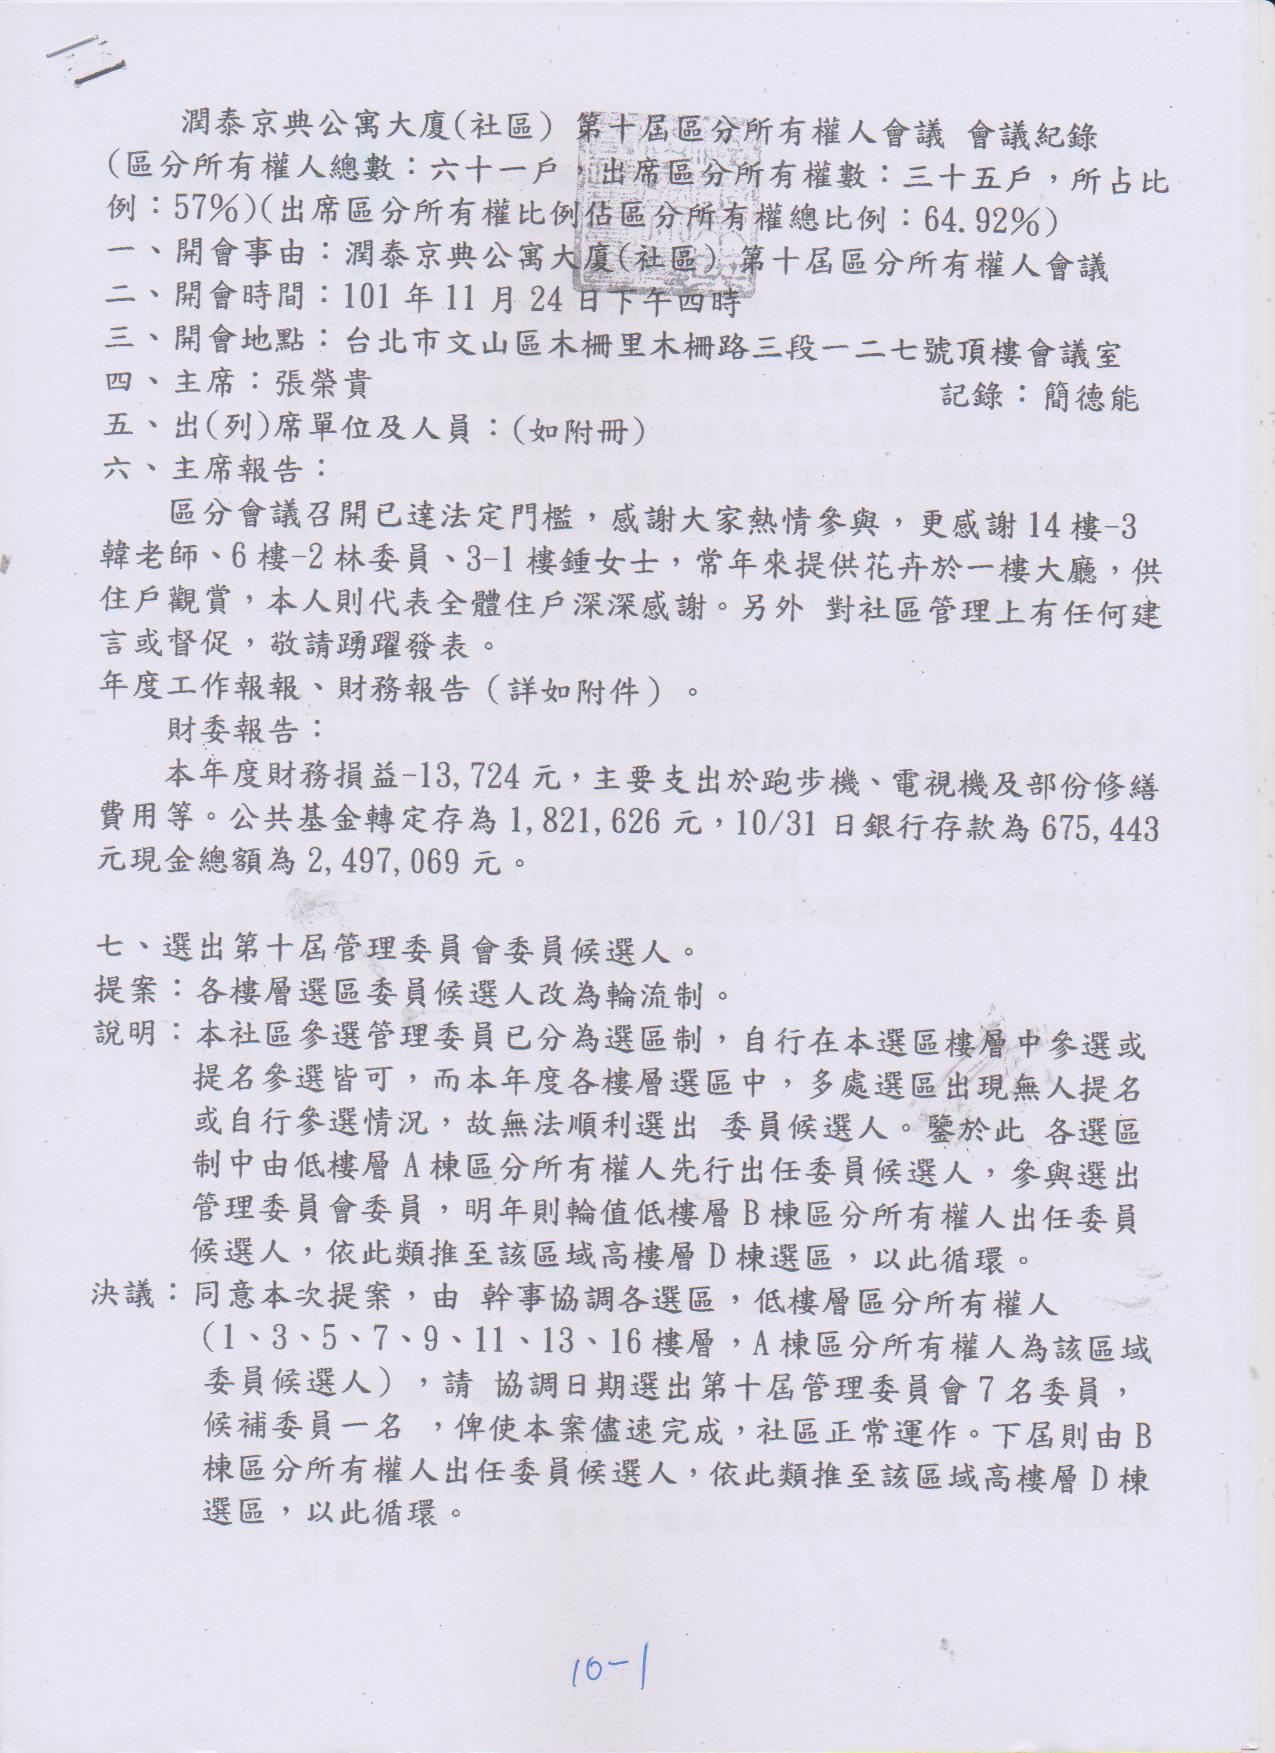 潤泰京典公寓大廈(社區) 第十屆區分所有權人會議 會議紀錄
(區分所有權人總數：六十一戶，出席區分所有權數：三十五戶，所占比
例：57%)(出席區分所有權比例佔區分所有權總比例：64.92%)
一、開會事由：潤泰京典公寓大廈(社區) 第十屆區分所有權人會議
二、開會時間：101 年 11 月 24 日下午四時
三、開會地點：台北市文山區木柵里木柵路三段一二七號頂樓會議室
四、主席：張榮貴 記錄：簡德能
五、出(列)席單位及人員：(如附冊)
六、主席報告：
區分會議召開已達法定門檻，感謝大家熱情參與，更感謝 14 樓-3
韓老師、6 樓-2 林委員、3-1 樓鍾女士，常年來提供花卉於一樓大廳，供
住戶觀賞，本人則代表全體住戶深深感謝。另外 對社區管理上有任何建
言或督促，敬請踴躍發表。
年度工作報報、財務報告（詳如附件）。
財委報告：
本年度財務損益-13,724 元，主要支出於跑步機、電視機及部份修繕
費用等。公共基金轉定存為 1,821,626 元，10/31 日銀行存款為 675,443
元現金總額為 2,497,069 元。
七、選出第十屆管理委員會委員候選人。
提案：各樓層選區委員候選人改為輪流制。
說明：本社區參選管理委員已分為選區制，自行在本選區樓層中參選或
提名參選皆可，而本年度各樓層選區中，多處選區出現無人提名
或自行參選情況，故無法順利選出 委員候選人。鑒於此 各選區
制中由低樓層 A 棟區分所有權人先行出任委員候選人，參與選出
管理委員會委員，明年則輪值低樓層 B 棟區分所有權人出任委員
候選人，依此類推至該區域高樓層 D 棟選區，以此循環。
決議：同意本次提案，由 幹事協調各選區，低樓層區分所有權人
（1、3、5、7、9、11、13、16 樓層，A 棟區分所有權人為該區域
委員候選人），請 協調日期選出第十屆管理委員會 7 名委員，
候補委員一名 ，俾使本案儘速完成，社區正常運作。下屆則由 B
棟區分所有權人出任委員候選人，依此類推至該區域高樓層 D 棟
選區，以此循環。
10-1